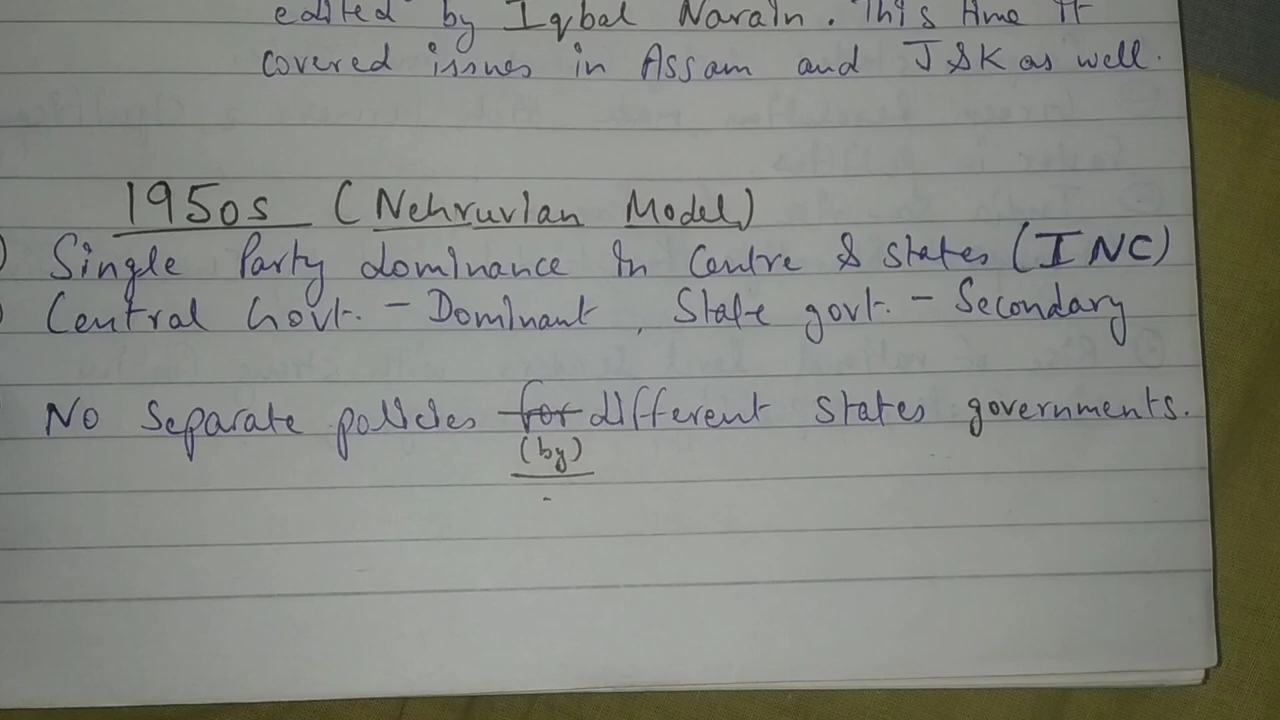 edited by Iqbal Narain. This time it
covered issues in Assam and J&K as well.
1950s (Nehruvian Model)
) Single Party dominance in Centre & states (INC)
) Central Govt. - Dominant, State govt. - Secondary
No separate policies for different states governments.
(by)